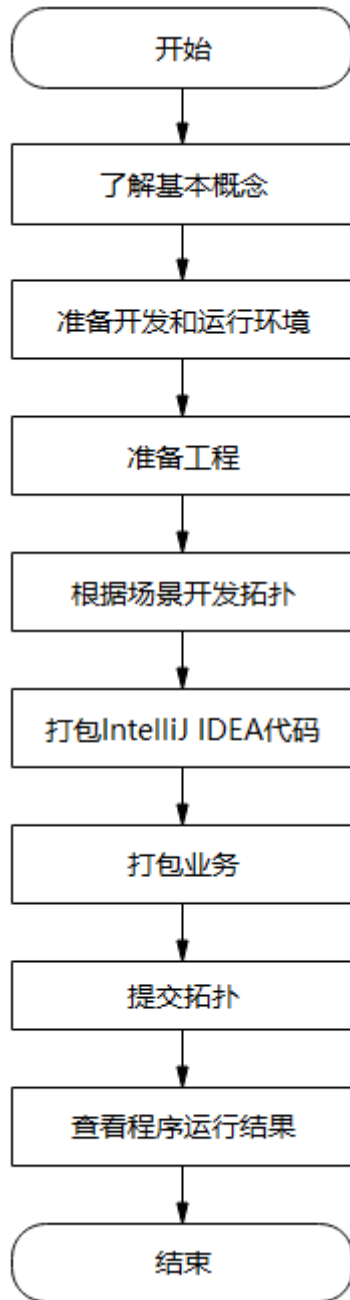 开始
了解基本概念
准备开发和运行环境
准备工程
根据场景开发拓扑
打包IntelliJ IDEA代码
打包业务
提交拓扑
查看程序运行结果
结束